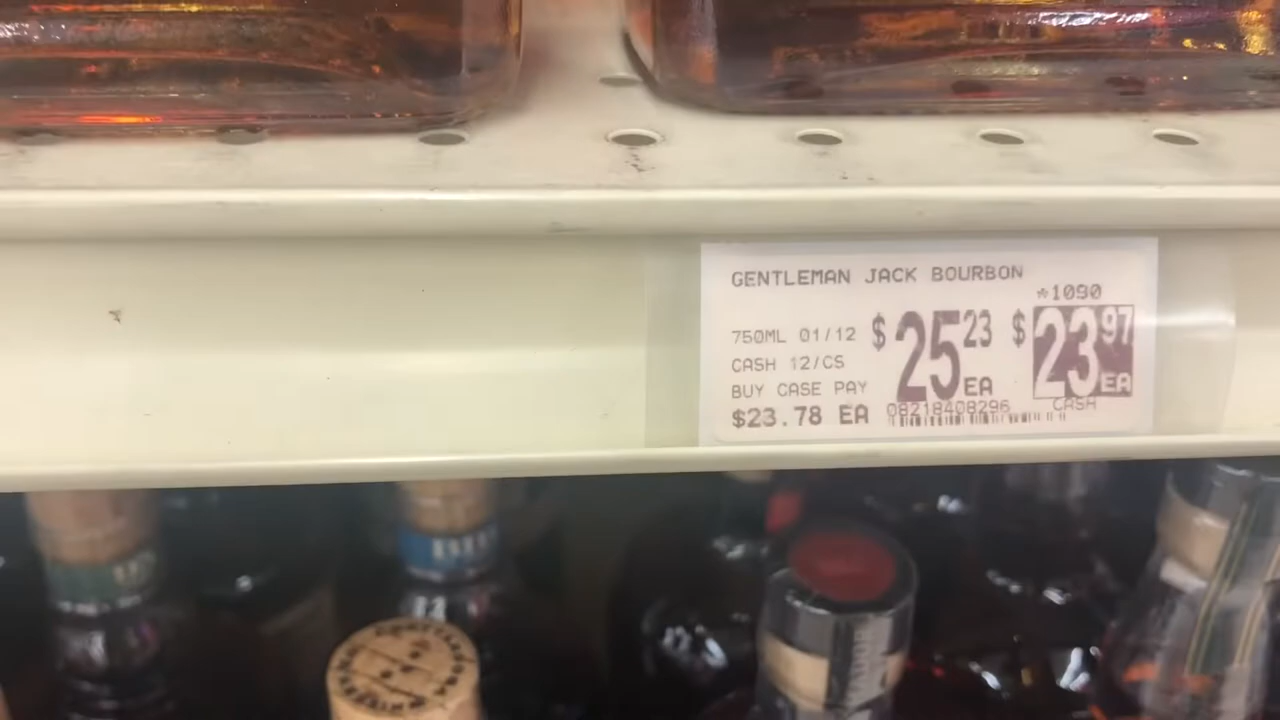 GENTLEMAN JACK BOURBON
*1090
750ML 01/12 $25 23 EA $23 97 EA
CASH 12/CS
BUY CASE PAY
$23.78 EA 08218408296 CASH